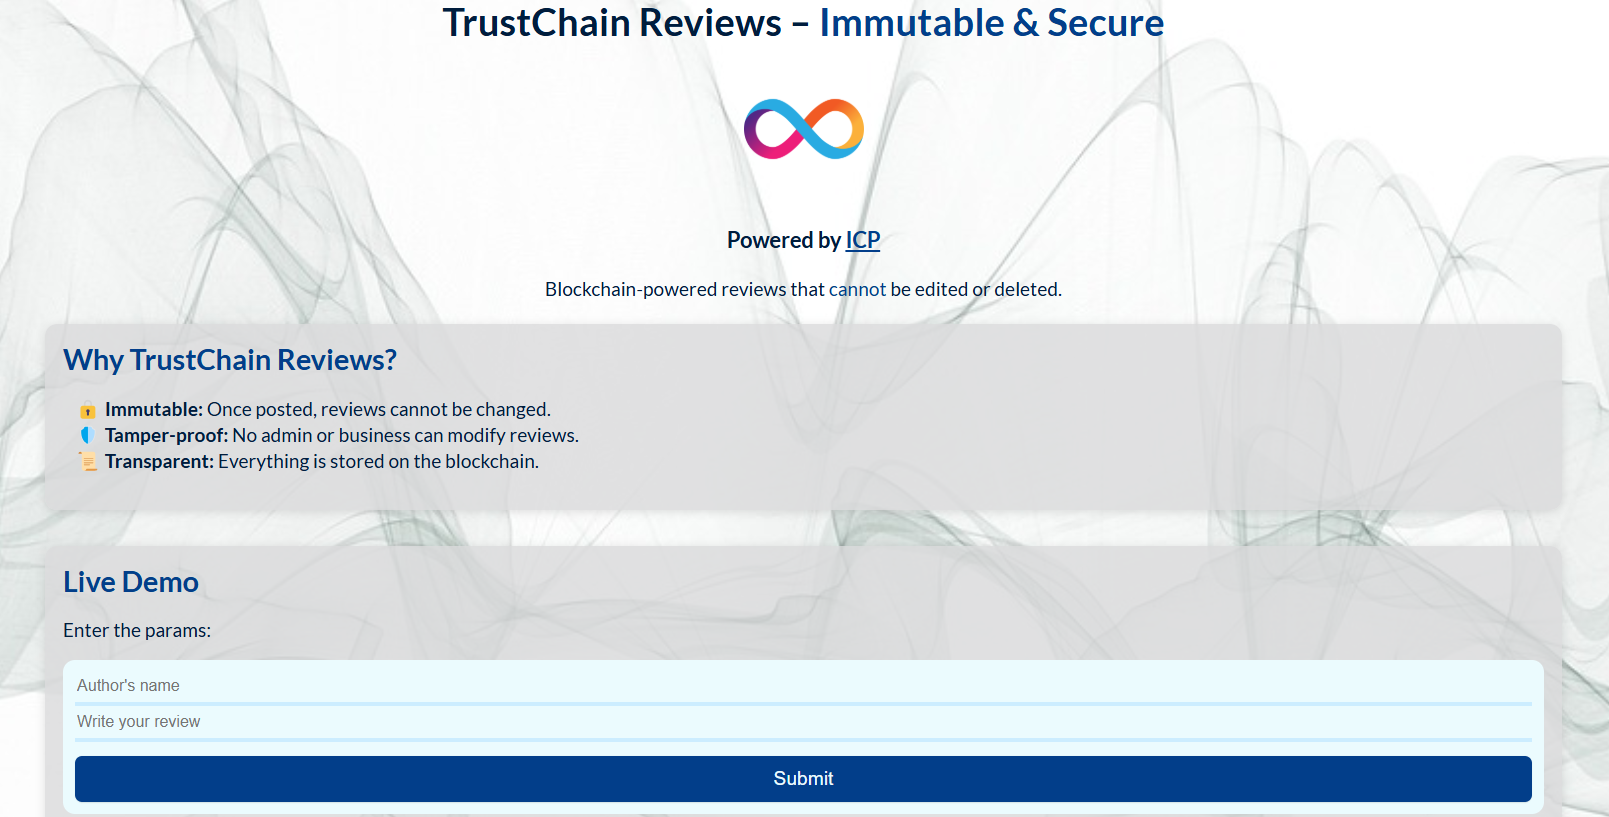 TrustChain Reviews – Immutable & Secure
Powered by ICP
Blockchain-powered reviews that cannot be edited or deleted.
Why TrustChain Reviews?
🔒 Immutable: Once posted, reviews cannot be changed.
🛡️ Tamper-proof: No admin or business can modify reviews.
📜 Transparent: Everything is stored on the blockchain.
Live Demo
Enter the params:
Author's name
Write your review
Submit